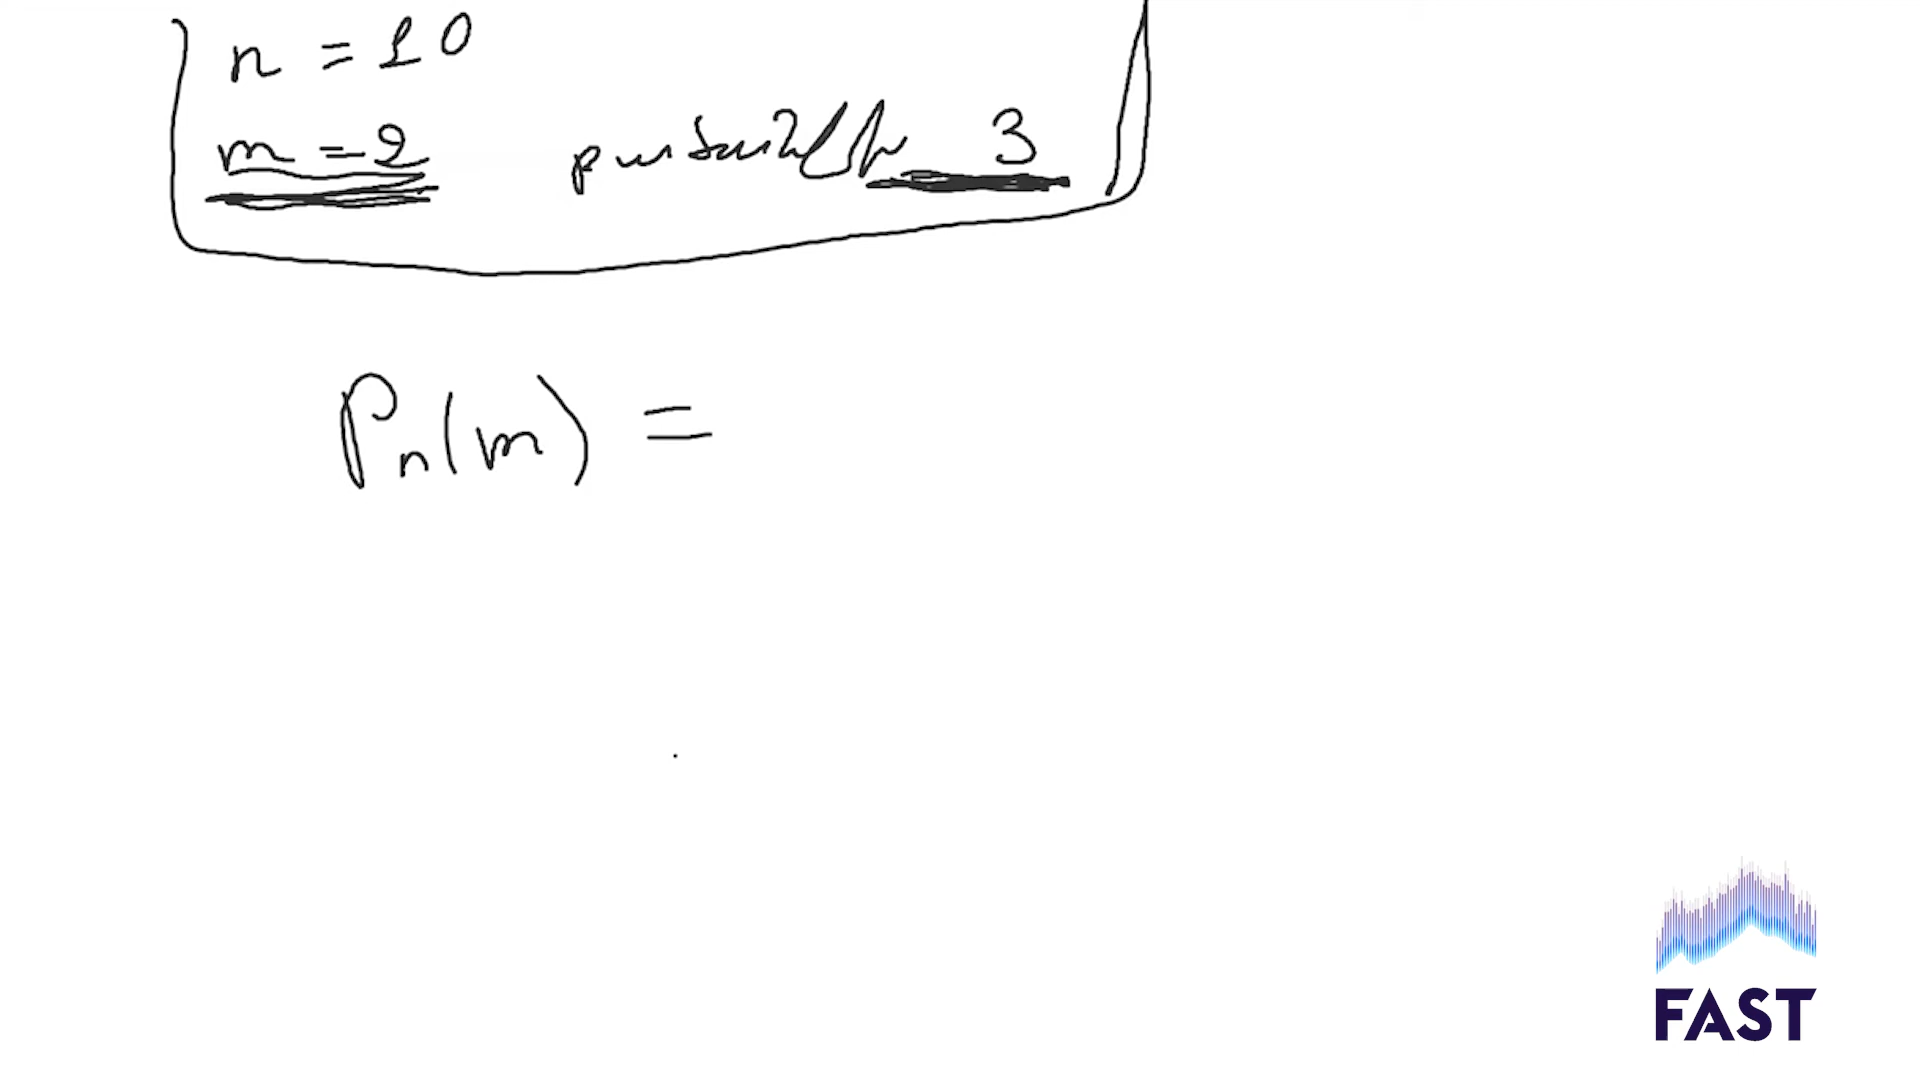 n = 10
m = 2 3
Pn(m) =
FAST